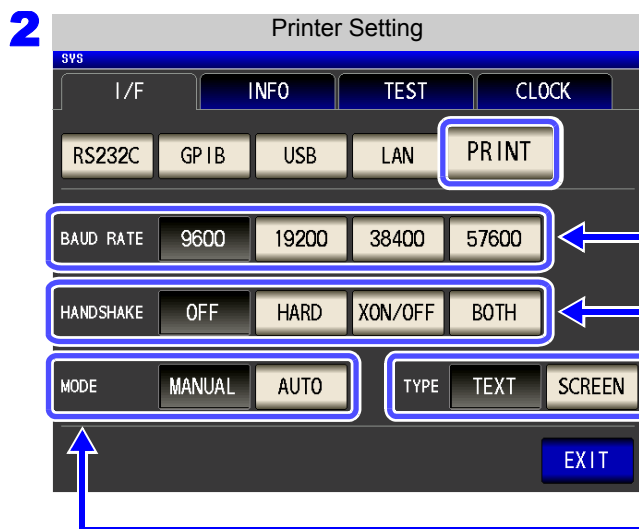 2
Printer Setting
SYS
I/F INFO TEST CLOCK
RS232C GPIB USB LAN PRINT
BAUD RATE 9600 19200 38400 57600
HANDSHAKE OFF HARD XON/OFF BOTH
MODE MANUAL AUTO TYPE TEXT SCREEN
EXIT